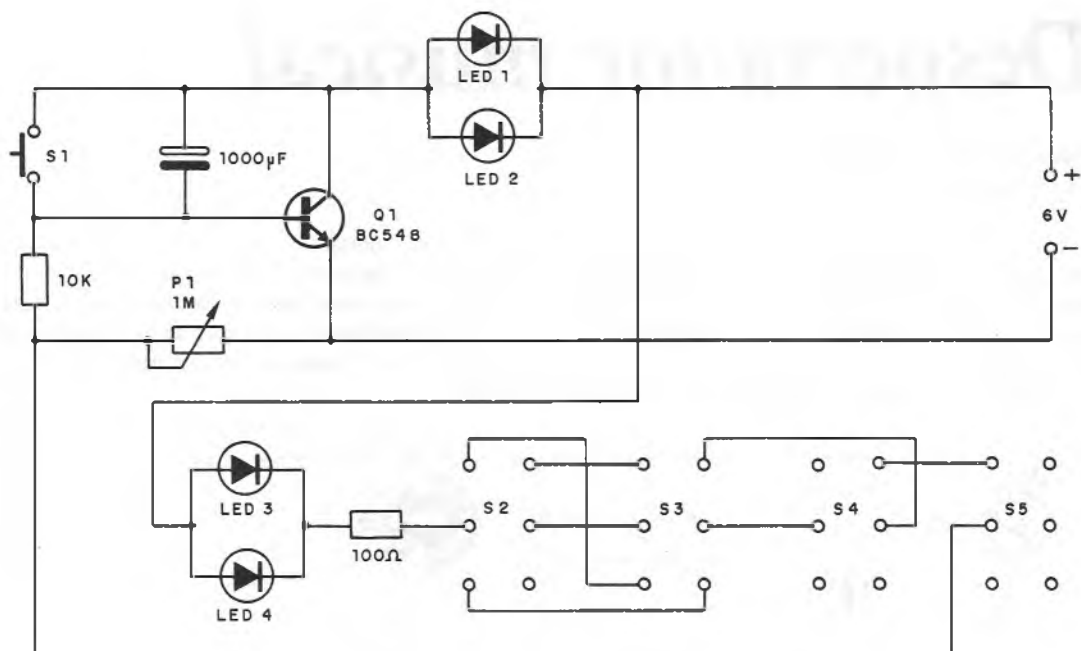 LED 1
S1
1000µF
LED 2
Q1
BC548
+
6V
-
10K
P1
1M
LED 3
S2
S3
S4
S5
100Ω
LED 4